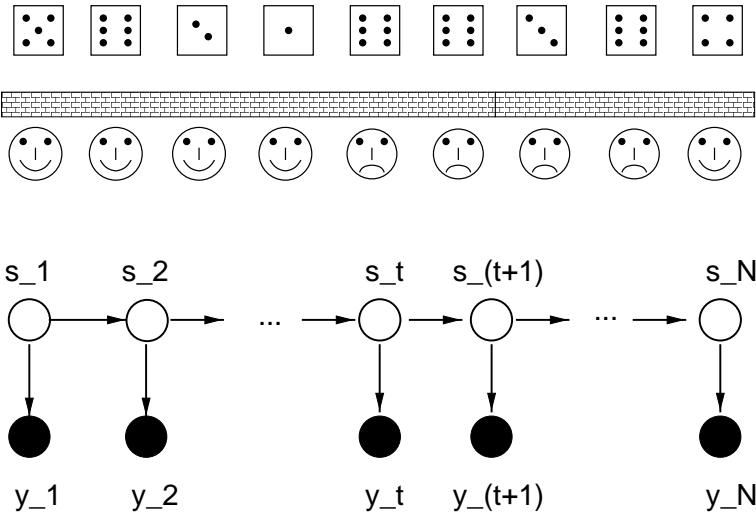 s_1 s_2 s_t s_(t+1) s_N
... ...
y_1 y_2 y_t y_(t+1) y_N